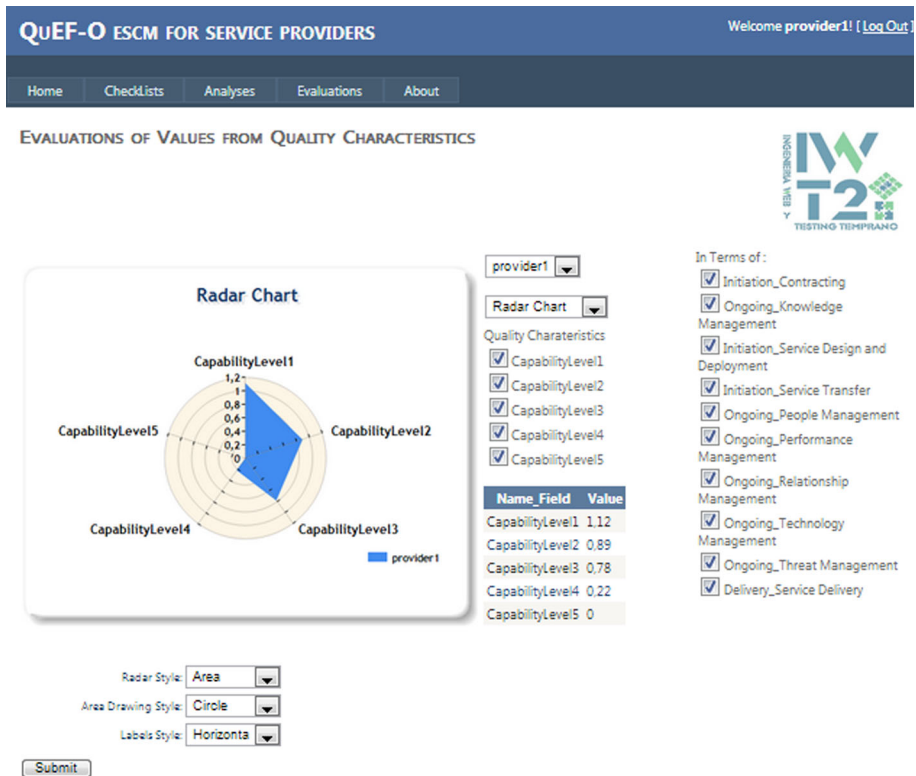 QuEF-O ESCM FOR SERVICE PROVIDERS
Welcome provider1! [ Log Out ]
Home CheckLists Analyses Evaluations About
EVALUATIONS OF VALUES FROM QUALITY CHARACTERISTICS
INGENIERIA WEB Y
IWT2
TESTING TEMPRANO
Radar Chart
CapabilityLevel1
1,2
1
0,8
0,6
0,4
0,2
0
CapabilityLevel5
CapabilityLevel2
CapabilityLevel4
CapabilityLevel3
provider1
provider1
Radar Chart
Quality Charateristics
CapabilityLevel1
CapabilityLevel2
CapabilityLevel3
CapabilityLevel4
CapabilityLevel5
Name_Field Value
CapabilityLevel1 1,12
CapabilityLevel2 0,89
CapabilityLevel3 0,78
CapabilityLevel4 0,22
CapabilityLevel5 0
In Terms of :
Initiation_Contracting
Ongoing_Knowledge
Management
Initiation_Service Design and
Deployment
Initiation_Service Transfer
Ongoing_People Management
Ongoing_Performance
Management
Ongoing_Relationship
Management
Ongoing_Technology
Management
Ongoing_Threat Management
Delivery_Service Delivery
Radar Style: Area
Area Drawing Style: Circle
Labels Style: Horizonta
Submit